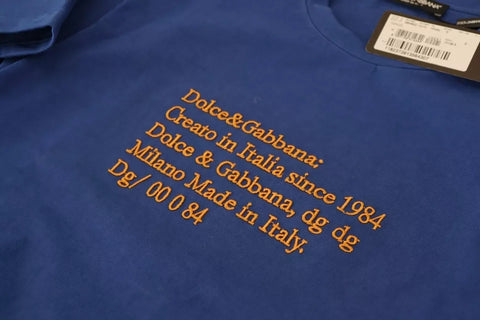 Dolce&Gabbana:
Creato in Italia since 1984
Dolce & Gabbana, dg dg
Milano Made in Italy.
Dg/ 00 0 84